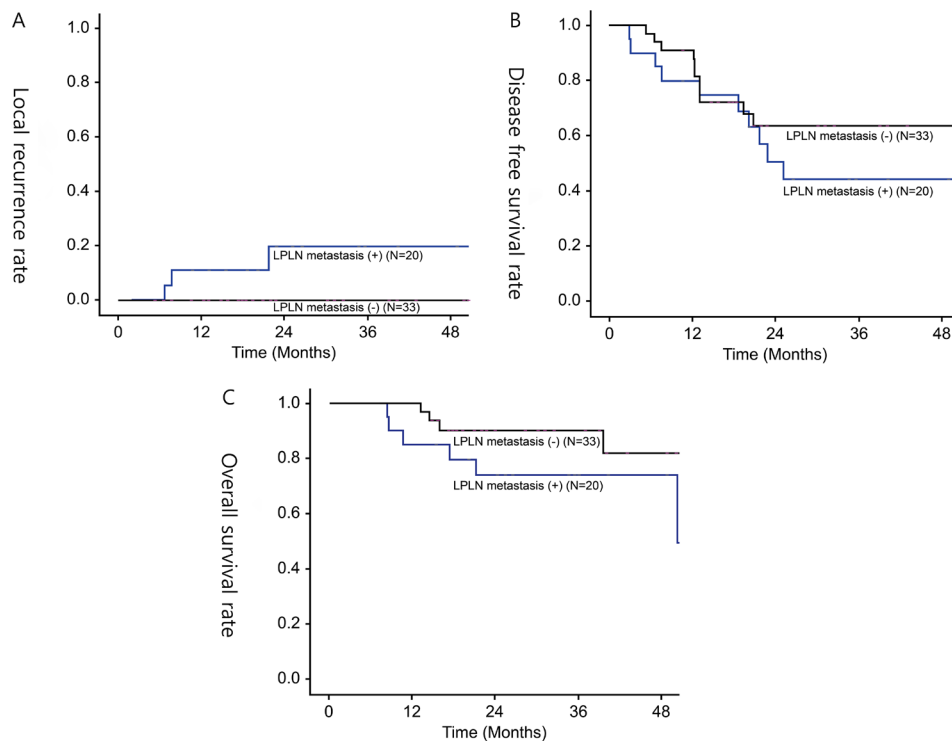 A
Local recurrence rate
1.0
0.8
0.6
0.4
0.2
0.0
LPLN metastasis (+) (N=20)
LPLN metastasis (-) (N=33)
0 12 24 36 48
Time (Months)
B
Disease free survival rate
1.0
0.8
0.6
0.4
0.2
0.0
LPLN metastasis (-) (N=33)
LPLN metastasis (+) (N=20)
0 12 24 36 48
Time (Months)
C
Overall survival rate
1.0
0.8
0.6
0.4
0.2
0.0
LPLN metastasis (-) (N=33)
LPLN metastasis (+) (N=20)
0 12 24 36 48
Time (Months)